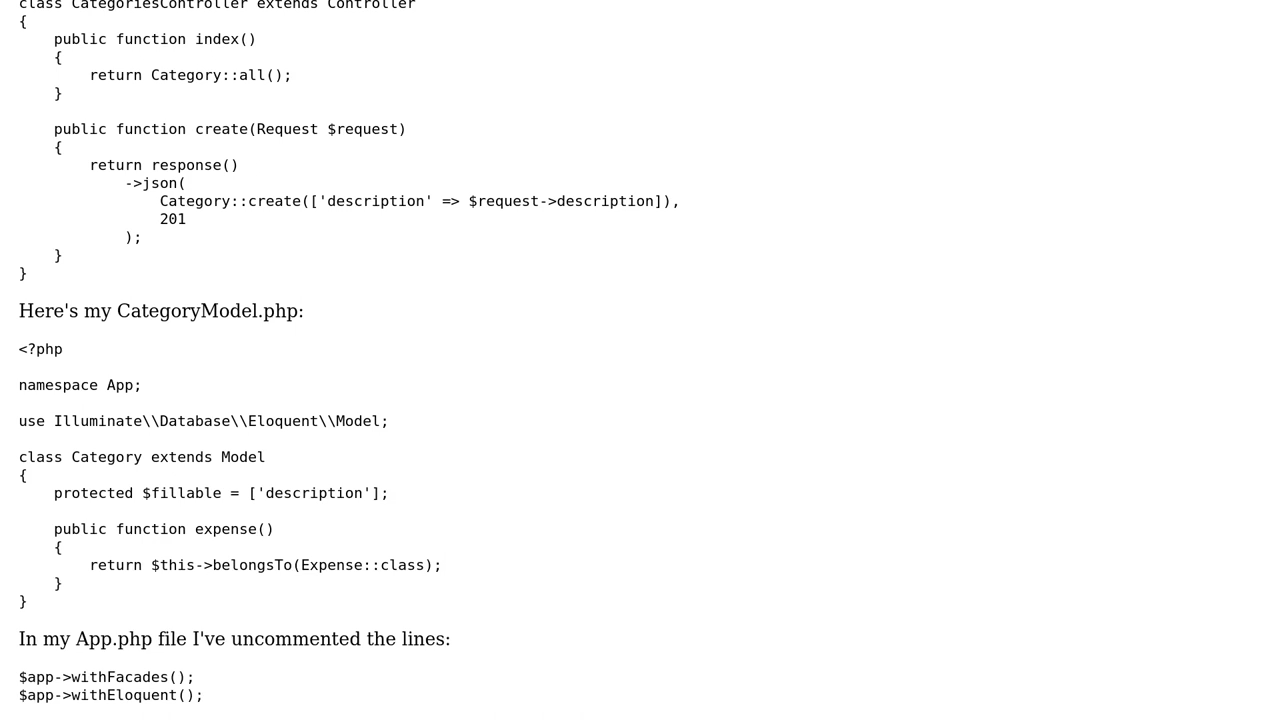 class CategoriesController extends Controller
{
    public function index()
    {
        return Category::all();
    }

    public function create(Request $request)
    {
        return response()
            ->json(
                Category::create(['description' => $request->description]),
                201
            );
    }
}
Here's my CategoryModel.php:
<?php

namespace App;

use Illuminate\\Database\\Eloquent\\Model;

class Category extends Model
{
    protected $fillable = ['description'];

    public function expense()
    {
        return $this->belongsTo(Expense::class);
    }
}
In my App.php file I've uncommented the lines:
$app->withFacades();
$app->withEloquent();